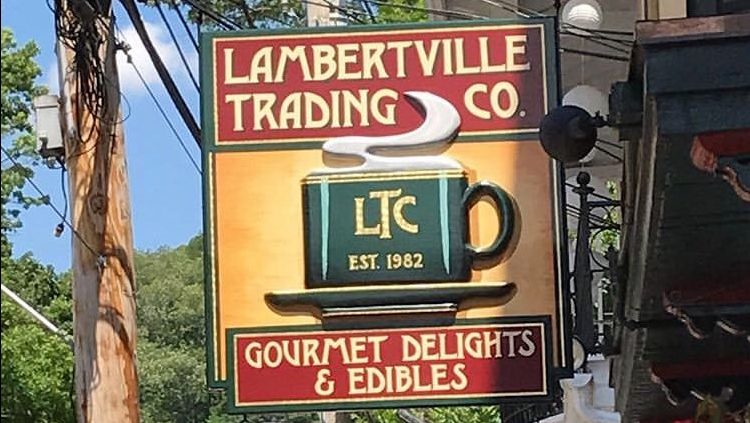 LAMBERTVILLE
TRADING CO.
LTC
EST. 1982
GOURMET DELIGHTS
& EDIBLES